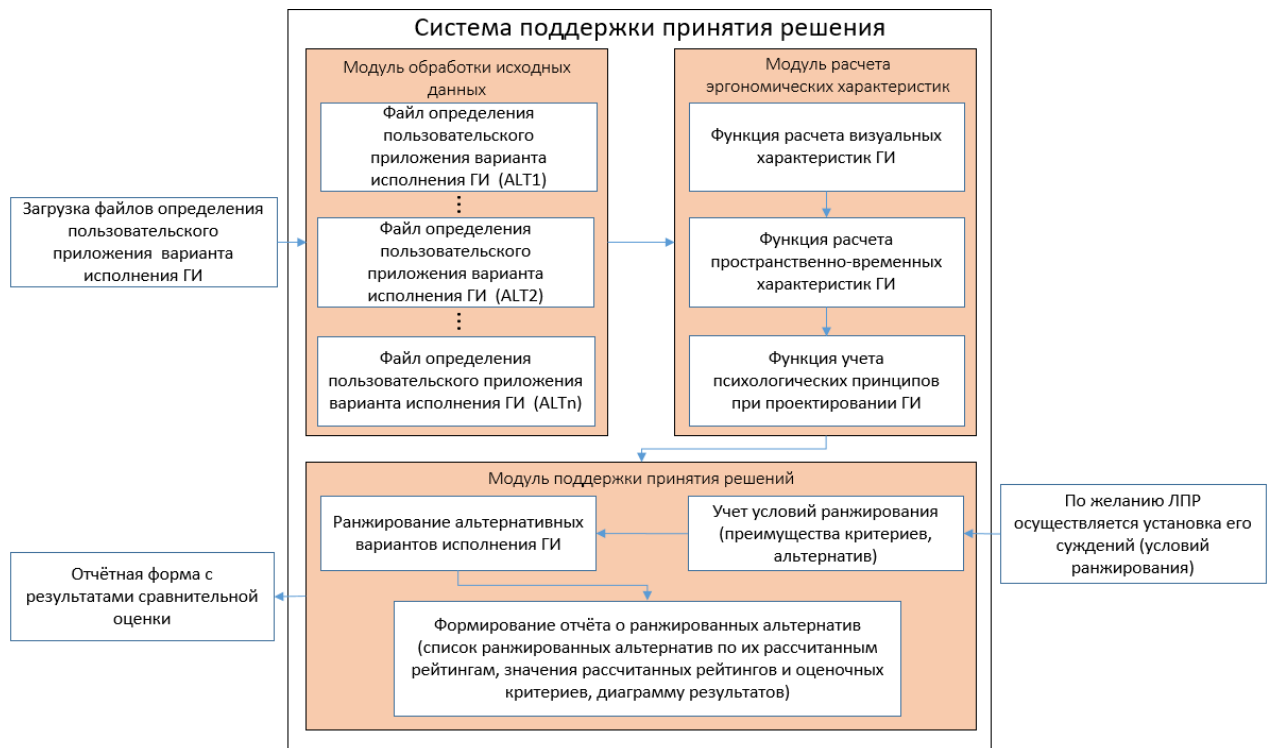 Система поддержки принятия решения
Модуль обработки исходных
данных
Файл определения
пользовательского
приложения варианта
исполнения ГИ (ALT1)
Файл определения
пользовательского
приложения варианта
исполнения ГИ (ALT2)
Файл определения
пользовательского приложения
варианта исполнения ГИ (ALTn)
Модуль расчета
эргономических характеристик
Функция расчета визуальных
характеристик ГИ
Функция расчета
пространственно-временных
характеристик ГИ
Функция учета
психологических принципов
при проектировании ГИ
Загрузка файлов определения
пользовательского
приложения варианта
исполнения ГИ
Модуль поддержки принятия решений
Ранжирование альтернативных
вариантов исполнения ГИ
Учет условий ранжирования
(преимущества критериев,
альтернатив)
По желанию ЛПР
осуществляется установка его
суждений (условий
ранжирования)
Отчётная форма с
результатами сравнительной
оценки
Формирование отчёта о ранжированных альтернатив
(список ранжированных альтернатив по их рассчитанным
рейтингам, значения рассчитанных рейтингов и оценочных
критериев, диаграмму результатов)